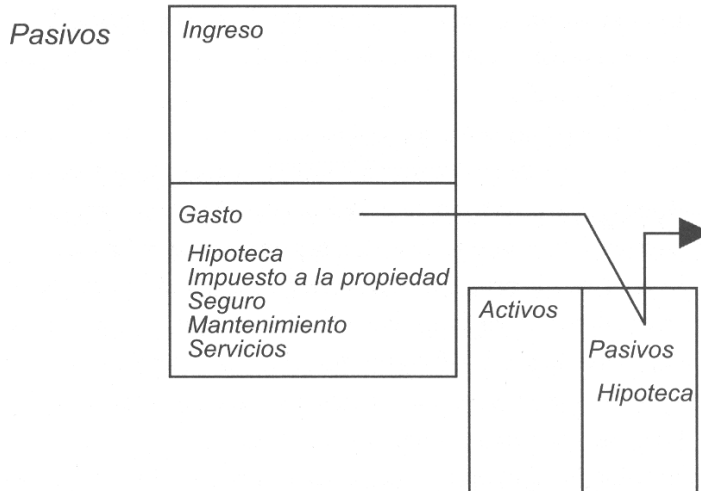 Pasivos
Ingreso
Gasto
Hipoteca
Impuesto a la propiedad
Seguro
Mantenimiento
Servicios
Activos
Pasivos
Hipoteca